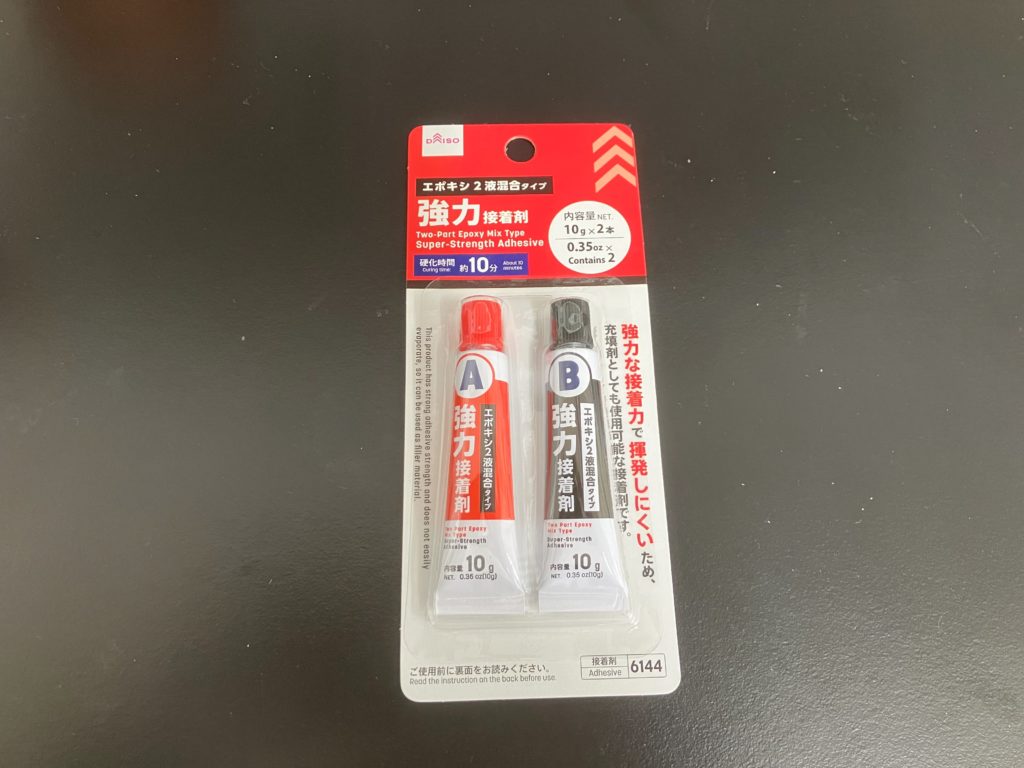 DAISO
エポキシ2液混合タイプ
強力接着剤
Two-Part Epoxy Mix Type
Super-Strength Adhesive
硬化時間 約10分 About 10
Curing time: minutes
内容量 NET.
10g×2本
0.35oz×
Contains 2
This product has strong adhesive strength and does not easily
evaporate, so it can be used as filler material.
A
エポキシ2液混合タイプ
強力接着剤
Two Part Epoxy
Mix Type
Super-Strength
Adhesive
内容量 10g
NET. 0.35 oz(10g)
B
エポキシ2液混合タイプ
強力接着剤
Two Part Epoxy
Mix Type
Super-Strength
Adhesive
内容量 10g
NET. 0.35 oz(10g)
強力な接着力で揮発しにくいため、
充填剤としても使用可能な接着剤です。
ご使用前に裏面をお読みください。
Read the instruction on the back before use.
接着剤
Adhesive
6144